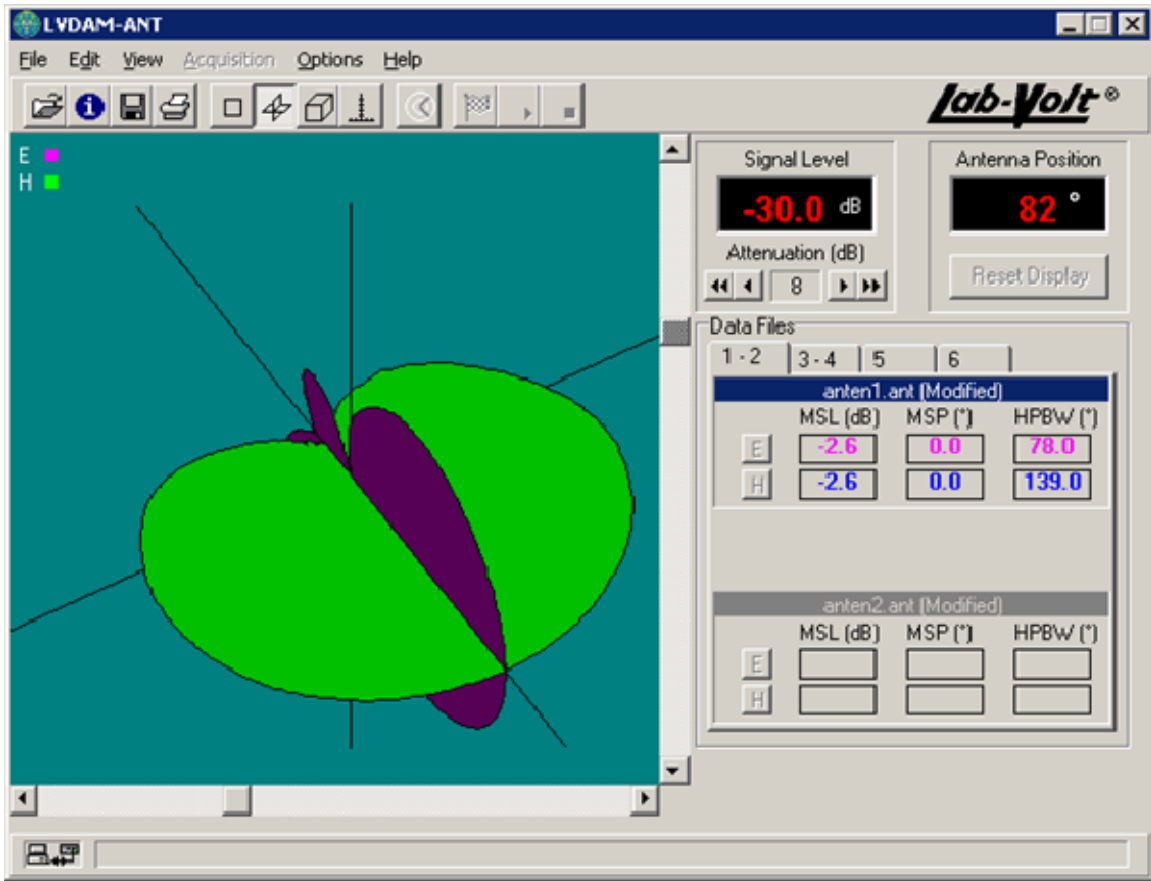 LVDAM-ANT
File Edit View Acquisition Options Help
Lab-Volt®
E
H
Signal Level
-30.0 dB
Attenuation (dB)
8
Antenna Position
82 °
Reset Display
Data Files
1 - 2 3 - 4 5 6
anten1.ant (Modified)
MSL (dB) MSP (°) HPBW (°)
E -2.6 0.0 78.0
H -2.6 0.0 139.0
anten2.ant (Modified)
MSL (dB) MSP (°) HPBW (°)
E
H